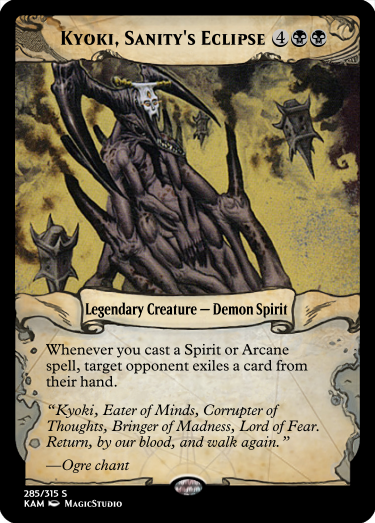 Kyoki, Sanity's Eclipse 4
Legendary Creature — Demon Spirit
Whenever you cast a Spirit or Arcane
spell, target opponent exiles a card from
their hand.
“Kyoki, Eater of Minds, Corrupter of
Thoughts, Bringer of Madness, Lord of Fear.
Return, by our blood, and walk again.”
—Ogre chant
285/315 S
KAM MagicStudio